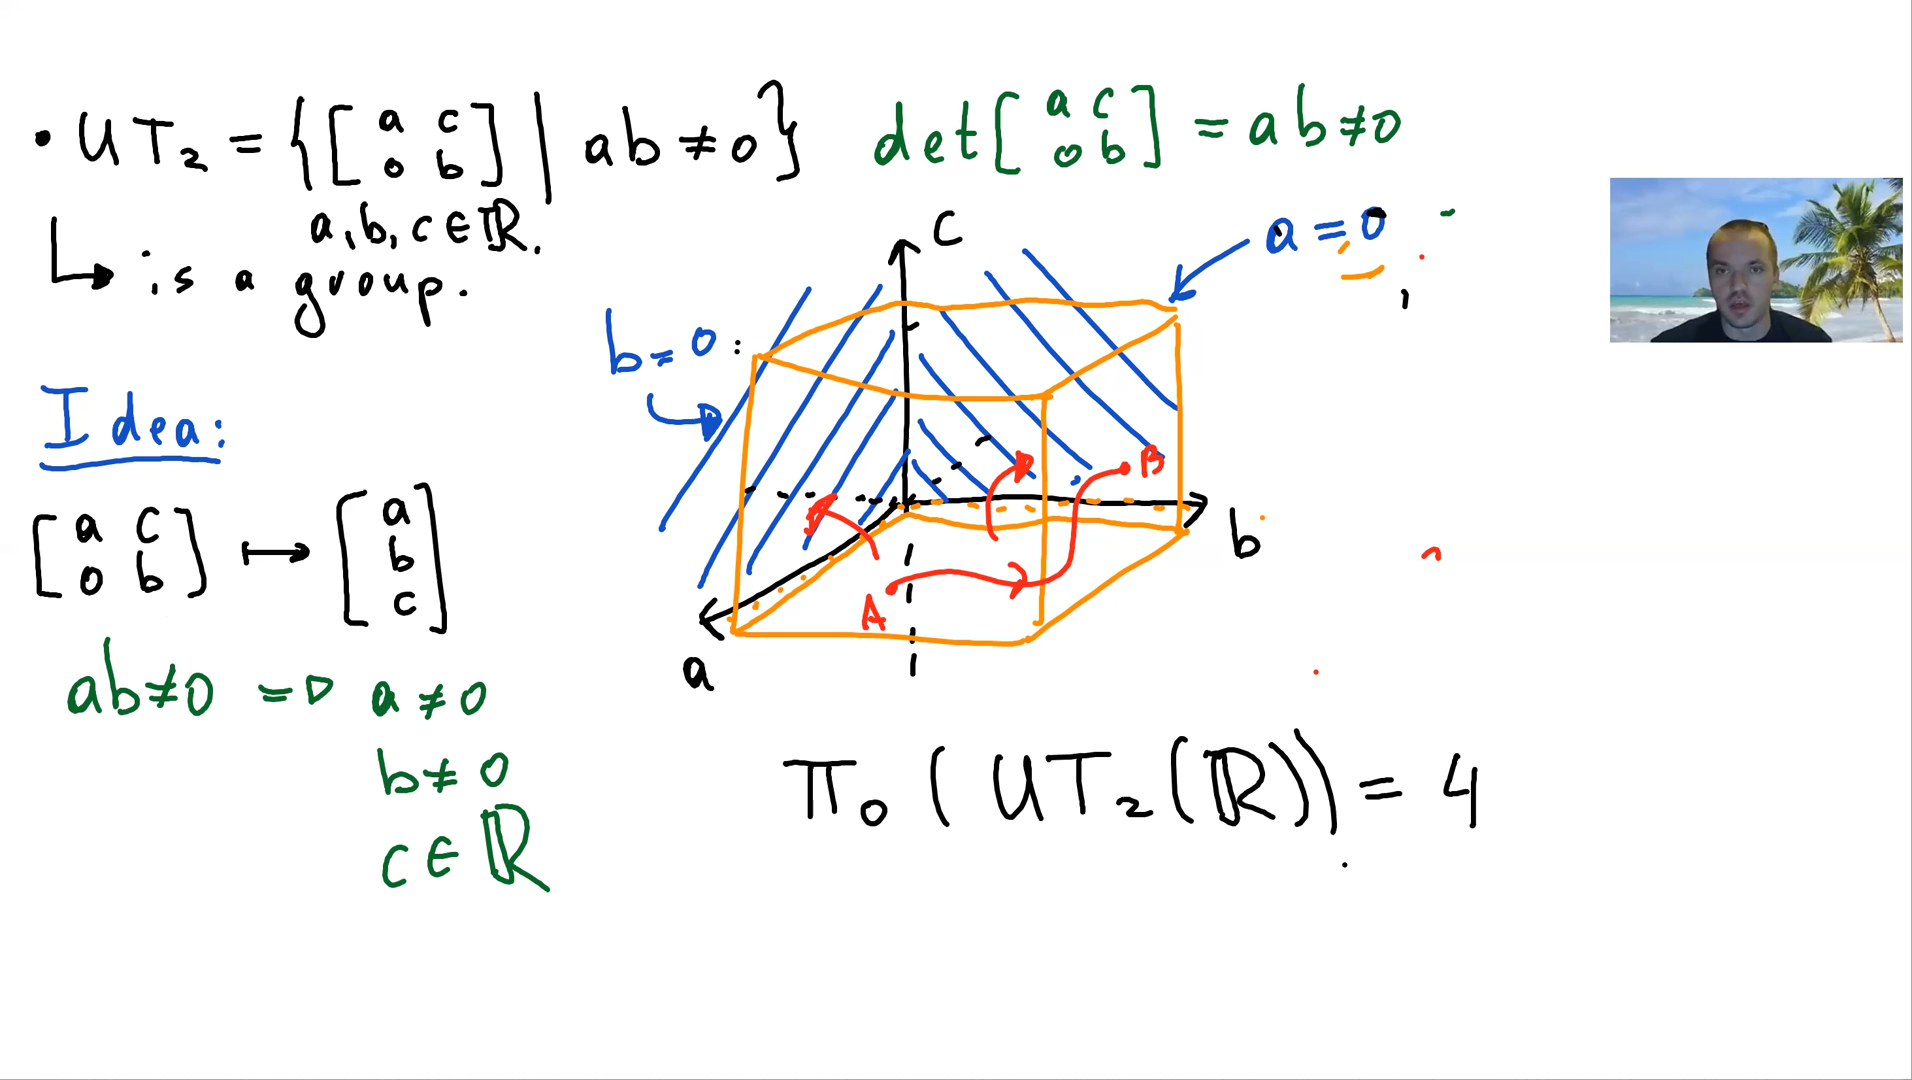 • UT₂ = { [ a c ; 0 b ] | ab ≠ 0 }
a, b, c ∈ ℝ.
↳ is a group.
det [ a c ; 0 b ] = ab ≠ 0
Idea:
[ a c ; 0 b ] ↦ [ a ; b ; c ]
ab ≠ 0 ⇒ a ≠ 0
b ≠ 0
c ∈ ℝ
c
a = 0
b = 0 :
B
b
A
a
π₀ ( UT₂ (ℝ)) = 4